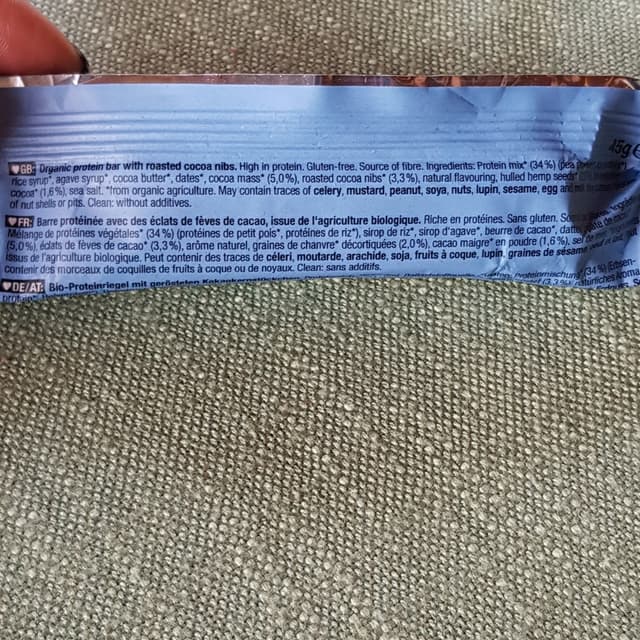 45g e
GB: Organic protein bar with roasted cocoa nibs. High in protein. Gluten-free. Source of fibre. Ingredients: Protein mix* (34%) (pea
rice syrup*, agave syrup*, cocoa butter*, dates*, cocoa mass* (5,0%), roasted cocoa nibs* (3,3%), natural flavouring, hulled hemp seeds*
cocoa* (1,6%), sea salt. *from organic agriculture. May contain traces of celery, mustard, peanut, soya, nuts, lupin, sesame, egg and
of nut shells or pits. Clean: without additives.
FR: Barre protéinée avec des éclats de fèves de cacao, issue de l'agriculture biologique. Riche en protéines. Sans gluten.
Mélange de protéines végétales* (34%) (protéines de petit pois*, protéines de riz*), sirop de riz*, sirop d'agave*, beurre de cacao*,
(5,0%), éclats de fèves de cacao* (3,3%), arôme naturel, graines de chanvre* décortiquées (2,0%), cacao maigre* en poudre (1,6%), sel
issus de l'agriculture biologique. Peut contenir des traces de céleri, moutarde, arachide, soja, fruits à coque, lupin, graines de sésame
contenir des morceaux de coquilles de fruits à coque ou de noyaux. Clean: sans additifs.
DE/AT: Bio-Proteinriegel mit gerösteten Proteinmischung* (34%) (Erbsen-